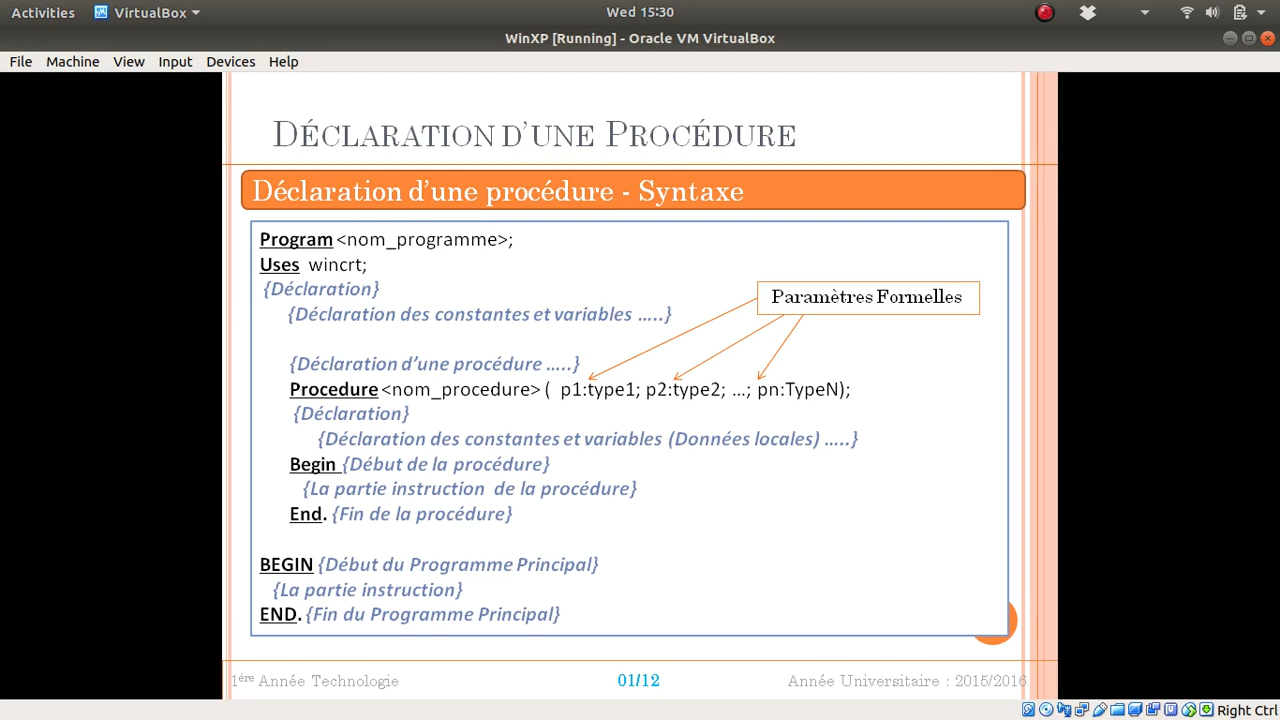 Activities VirtualBox Wed 15:30
WinXP [Running] - Oracle VM VirtualBox
File Machine View Input Devices Help
DÉCLARATION D’UNE PROCÉDURE
Déclaration d’une procédure - Syntaxe
Program <nom_programme>;
Uses wincrt;
{Déclaration}
Paramètres Formelles
{Déclaration des constantes et variables …..}
{Déclaration d’une procédure …..}
Procedure <nom_procedure> ( p1:type1; p2:type2; …; pn:TypeN);
{Déclaration}
{Déclaration des constantes et variables (Données locales) …..}
Begin {Début de la procédure}
{La partie instruction de la procédure}
End. {Fin de la procédure}
BEGIN {Début du Programme Principal}
{La partie instruction}
END. {Fin du Programme Principal}
1ère Année Technologie 01/12 Année Universitaire : 2015/2016
Right Ctrl